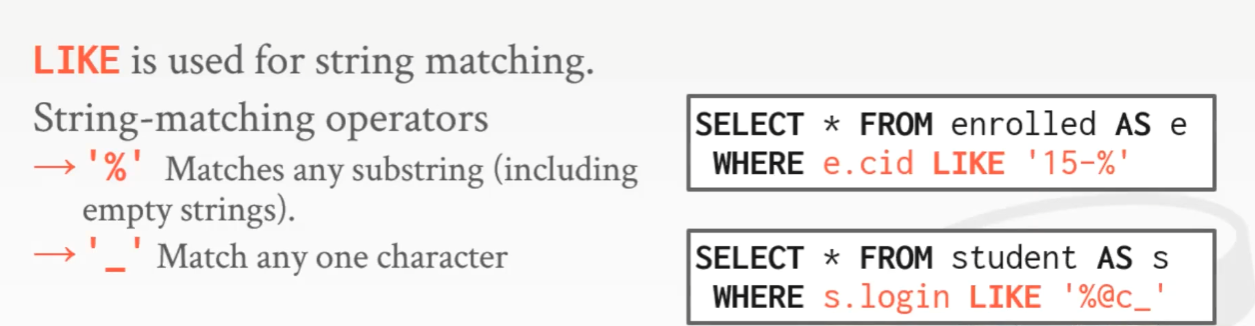 LIKE is used for string matching.
String-matching operators
→ '%' Matches any substring (including
empty strings).
→ '_' Match any one character
SELECT * FROM enrolled AS e
WHERE e.cid LIKE '15-%'
SELECT * FROM student AS s
WHERE s.login LIKE '%@c_'